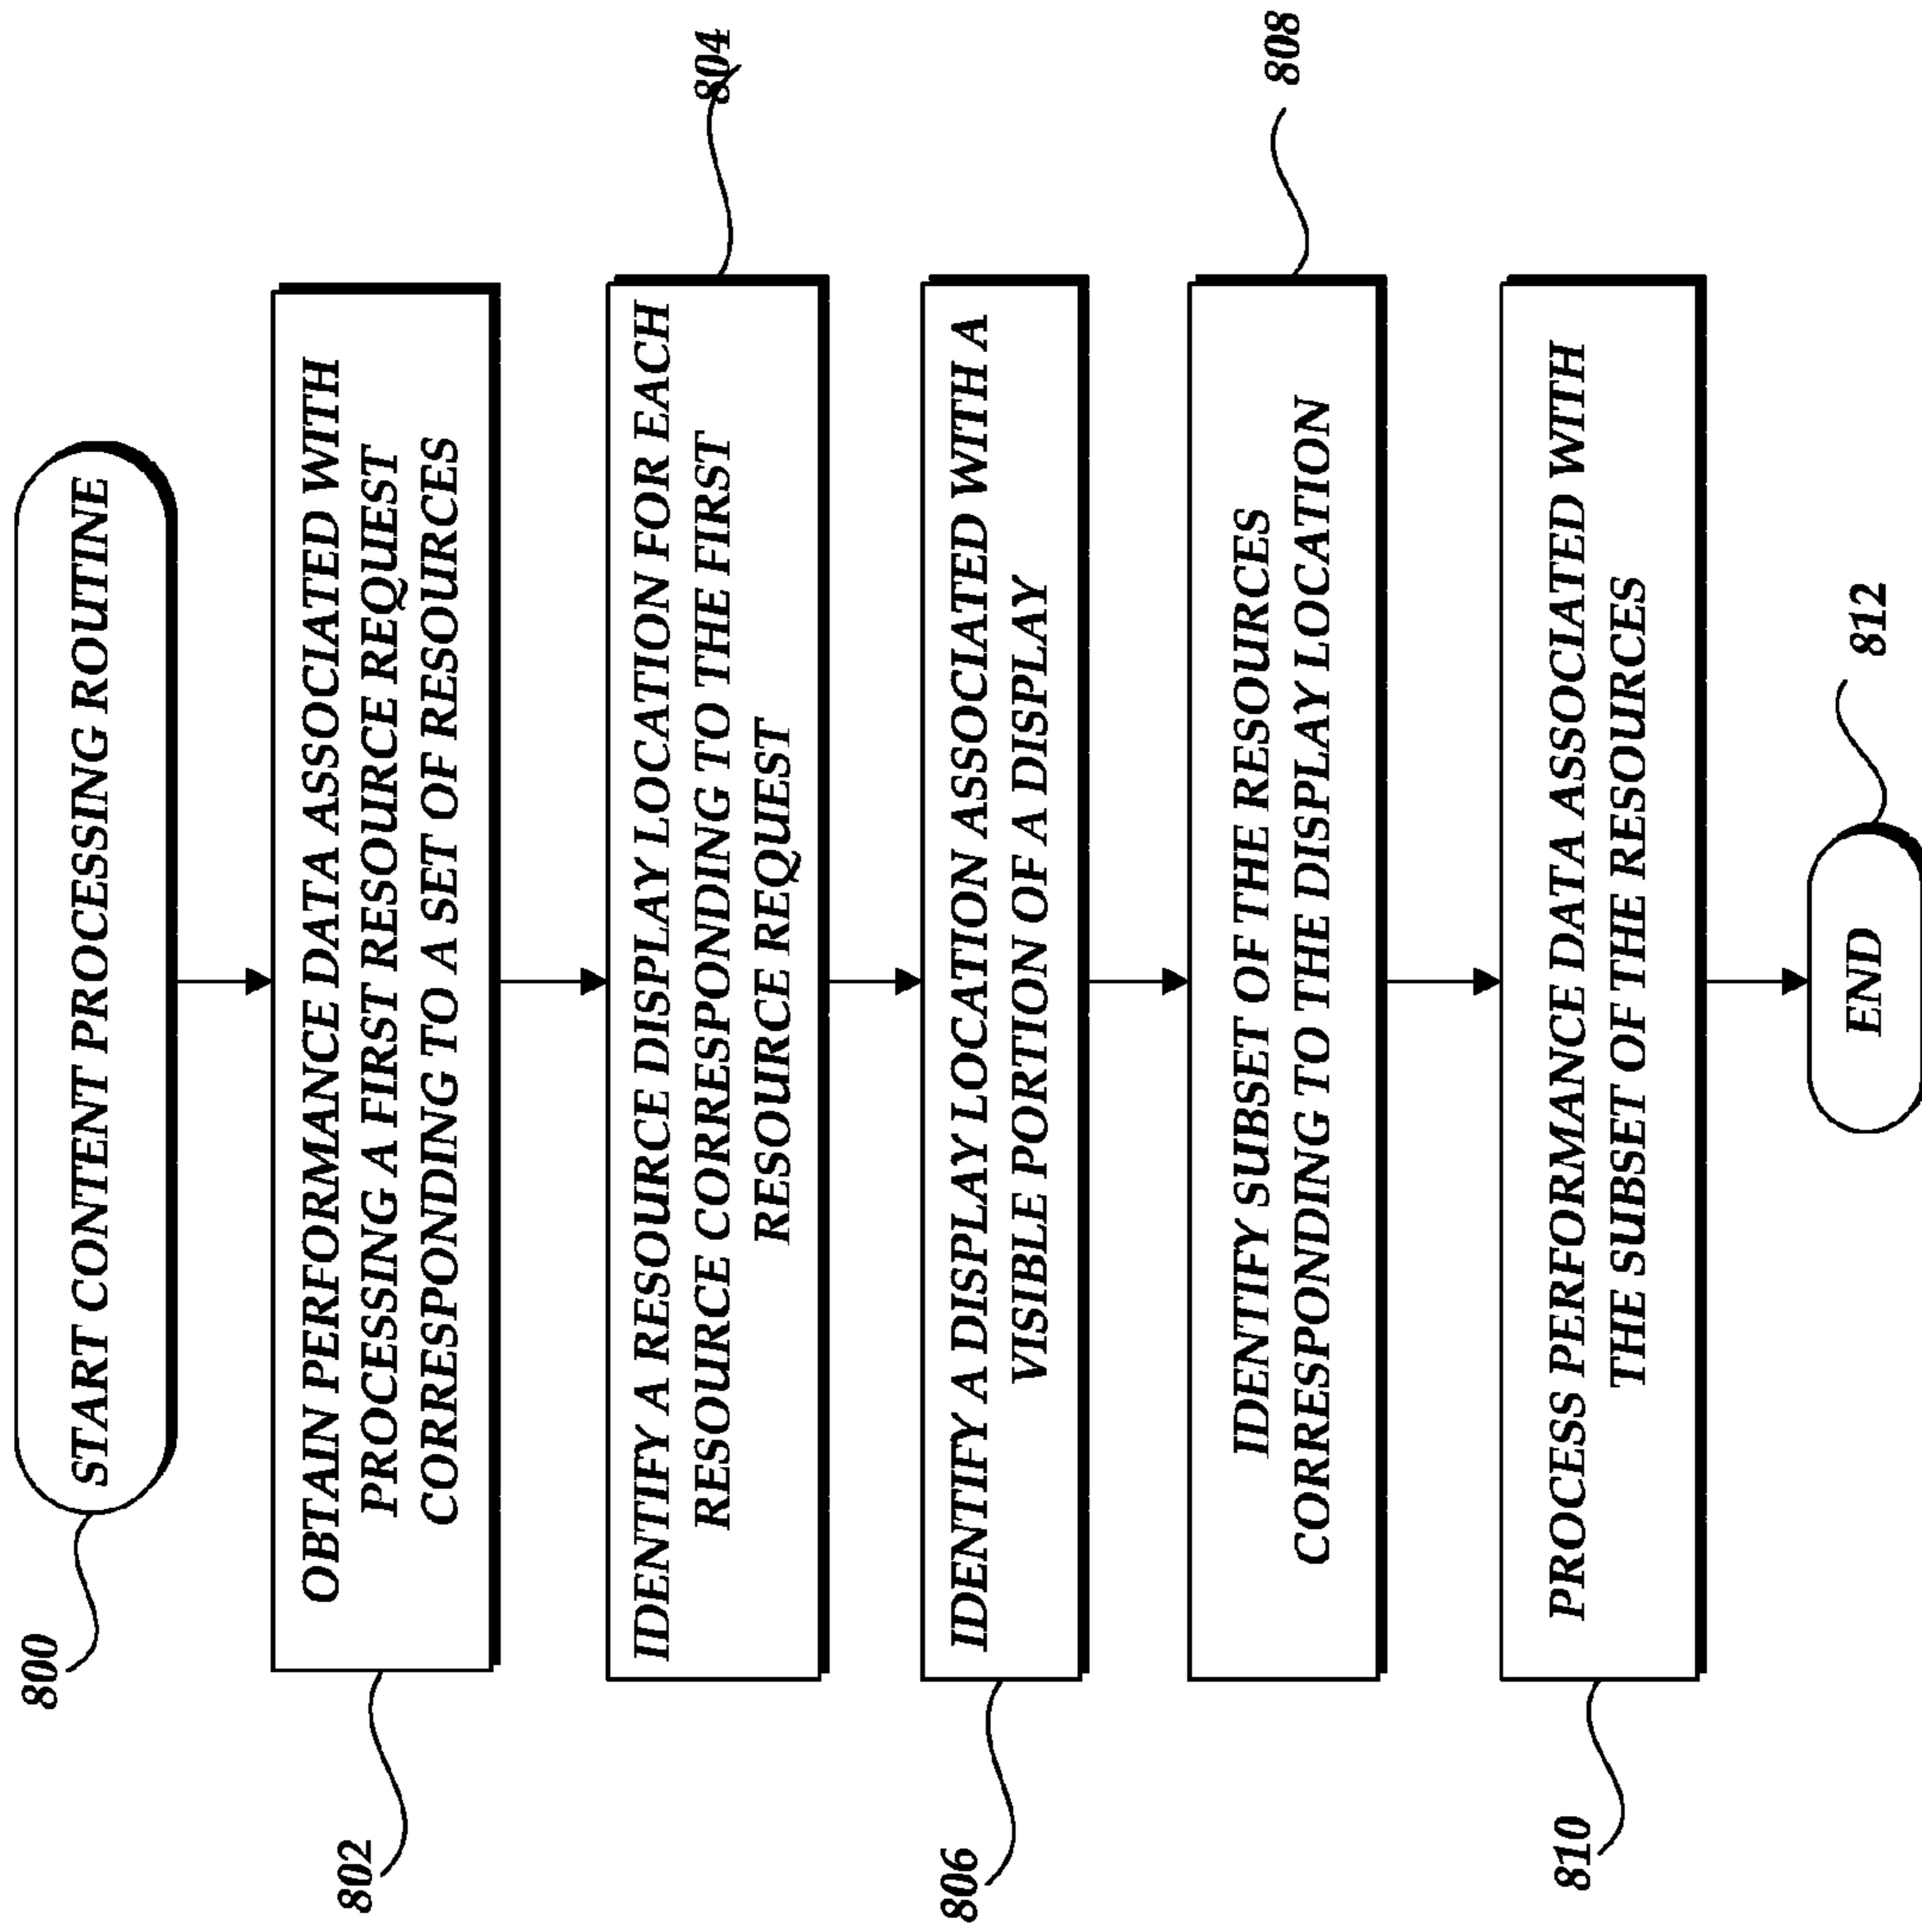 800
START CONTENT PROCESSING ROUTINE
802
OBTAIN PERFORMANCE DATA ASSOCIATED WITH
PROCESSING A FIRST RESOURCE REQUEST
CORRESPONDING TO A SET OF RESOURCES
804
IDENTIFY A RESOURCE DISPLAY LOCATION FOR EACH
RESOURCE CORRESPONDING TO THE FIRST
RESOURCE REQUEST
806
IDENTIFY A DISPLAY LOCATION ASSOCIATED WITH A
VISIBLE PORTION OF A DISPLAY
808
IDENTIFY SUBSET OF THE RESOURCES
CORRESPONDING TO THE DISPLAY LOCATION
810
PROCESS PERFORMANCE DATA ASSOCIATED WITH
THE SUBSET OF THE RESOURCES
812
END